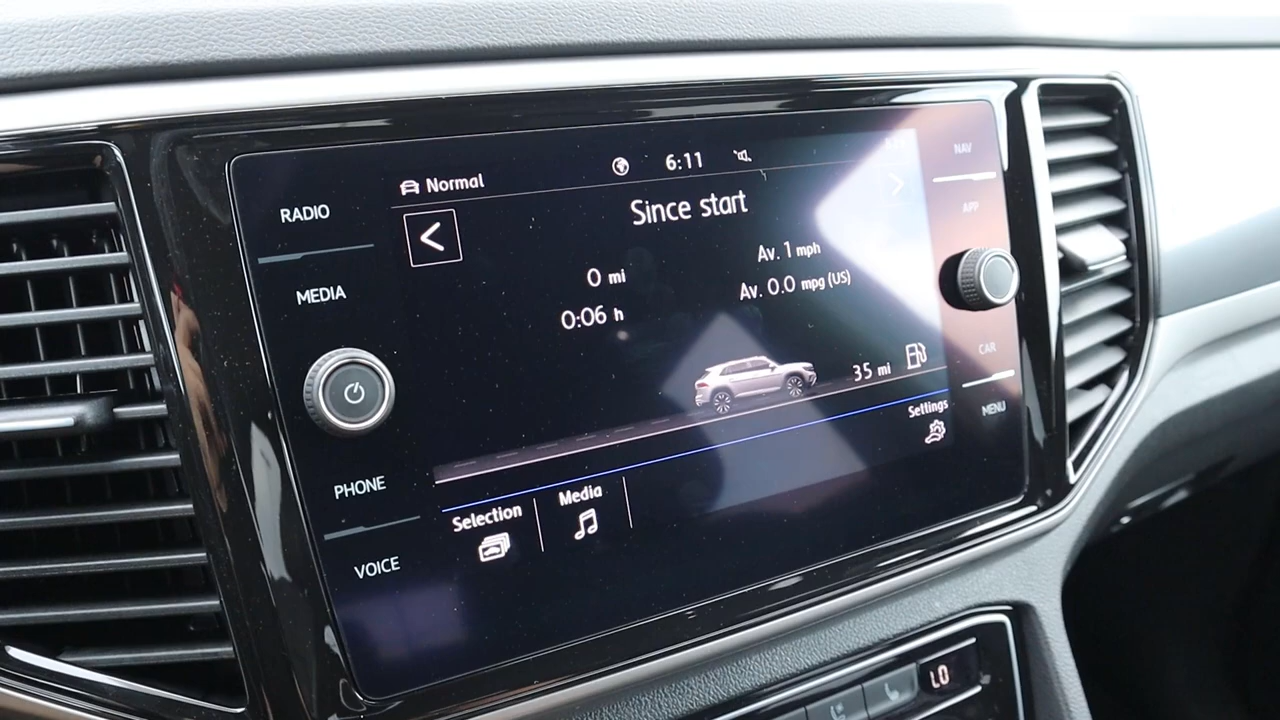 RADIO
MEDIA
PHONE
VOICE
Normal
6:11
Since start
0 mi
0:06 h
Av. 1 mph
Av. 0.0 mpg (US)
35 mi
Settings
Selection
Media
NAV
APP
CAR
MENU
LO